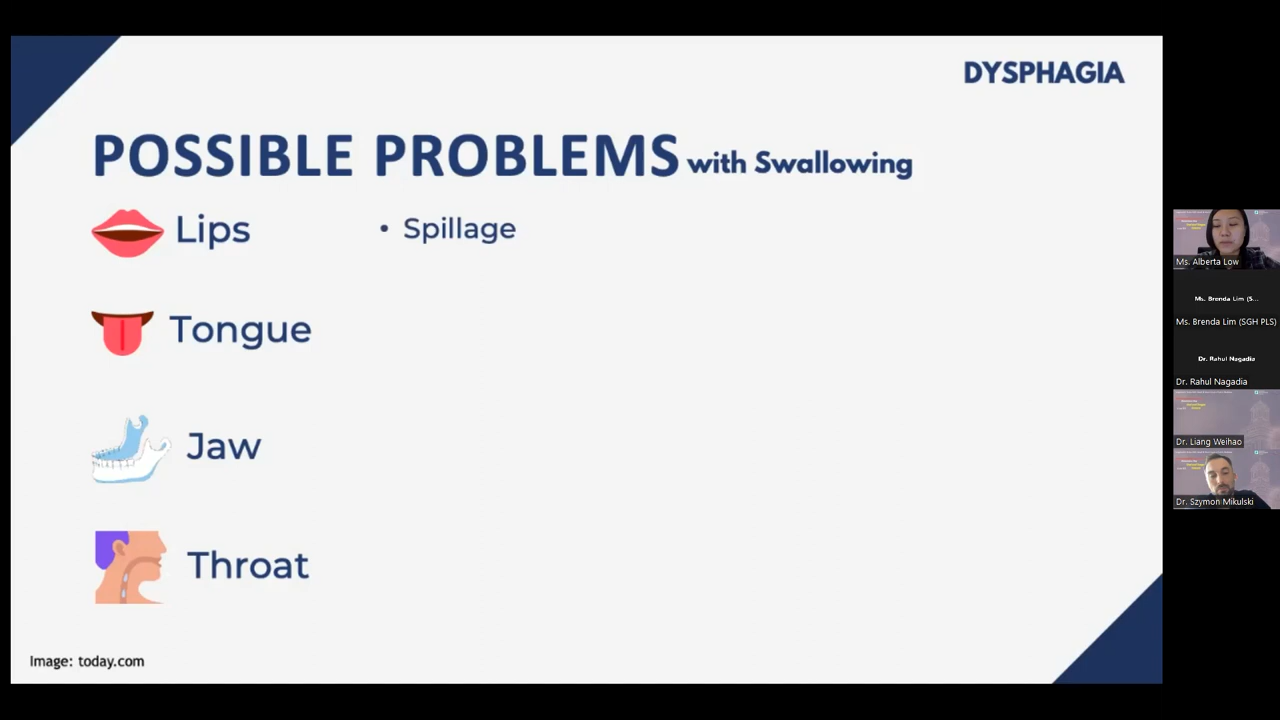 DYSPHAGIA
POSSIBLE PROBLEMS with Swallowing
Lips
• Spillage
Tongue
Jaw
Throat
Image: today.com
Ms. Alberta Low
Ms. Brenda Lim (S...
Ms. Brenda Lim (SGH PLS)
Dr. Rahul Nagadia
Dr. Rahul Nagadia
Dr. Liang Weihao
Dr. Szymon Mikulski